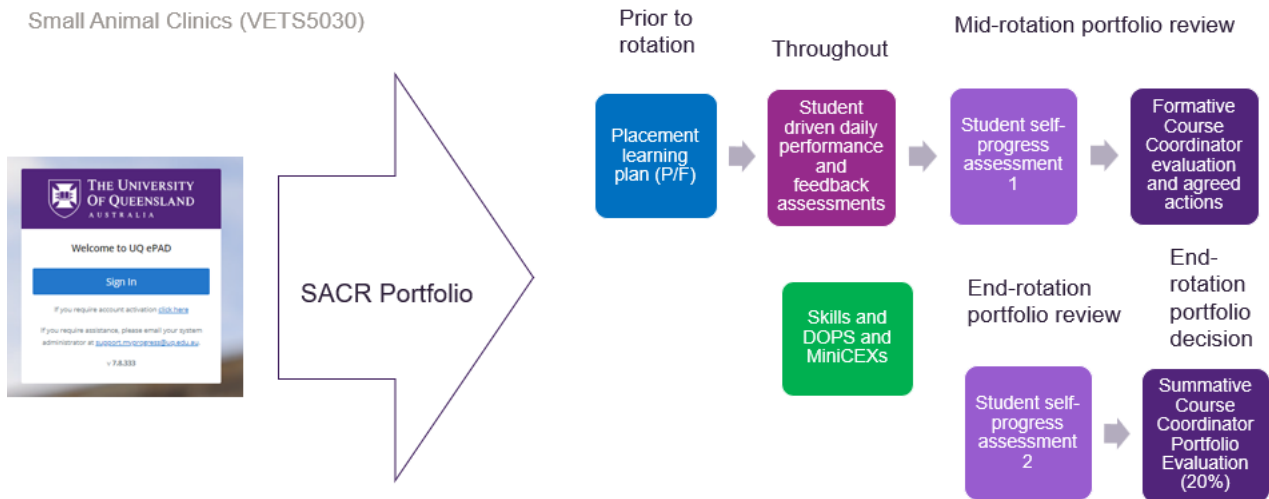 Small Animal Clinics (VETS5030)
THE UNIVERSITY
OF QUEENSLAND
AUSTRALIA
Welcome to UQ ePAD
Sign In
If you require account activation click here
If you require assistance, please email your system
administrator at support.myprogress@uq.edu.au.
v 7.6.333
SACR Portfolio
Prior to
rotation
Placement
learning
plan (P/F)
Throughout
Student
driven daily
performance
and
feedback
assessments
Skills and
DOPS and
MiniCEXs
Mid-rotation portfolio review
Student self-
progress
assessment
1
Formative
Course
Coordinator
evaluation
and agreed
actions
End-rotation
portfolio review
Student self-
progress
assessment
2
End-
rotation
portfolio
decision
Summative
Course
Coordinator
Portfolio
Evaluation
(20%)